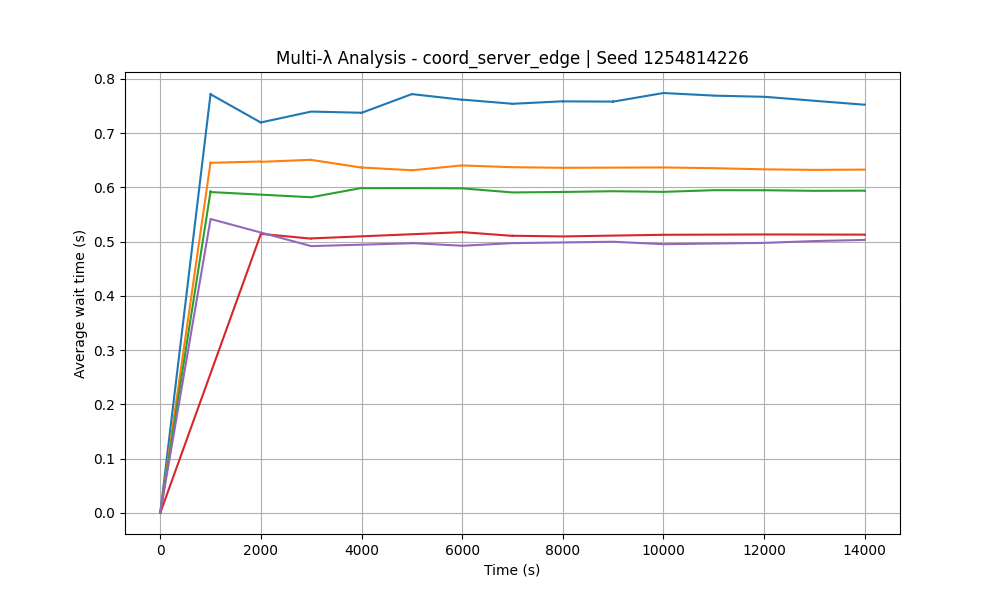 Multi-λ Analysis - coord_server_edge | Seed 1254814226
0.8
0.7
0.6
0.5
0.4
0.3
0.2
0.1
0.0
Average wait time (s)
0 2000 4000 6000 8000 10000 12000 14000
Time (s)